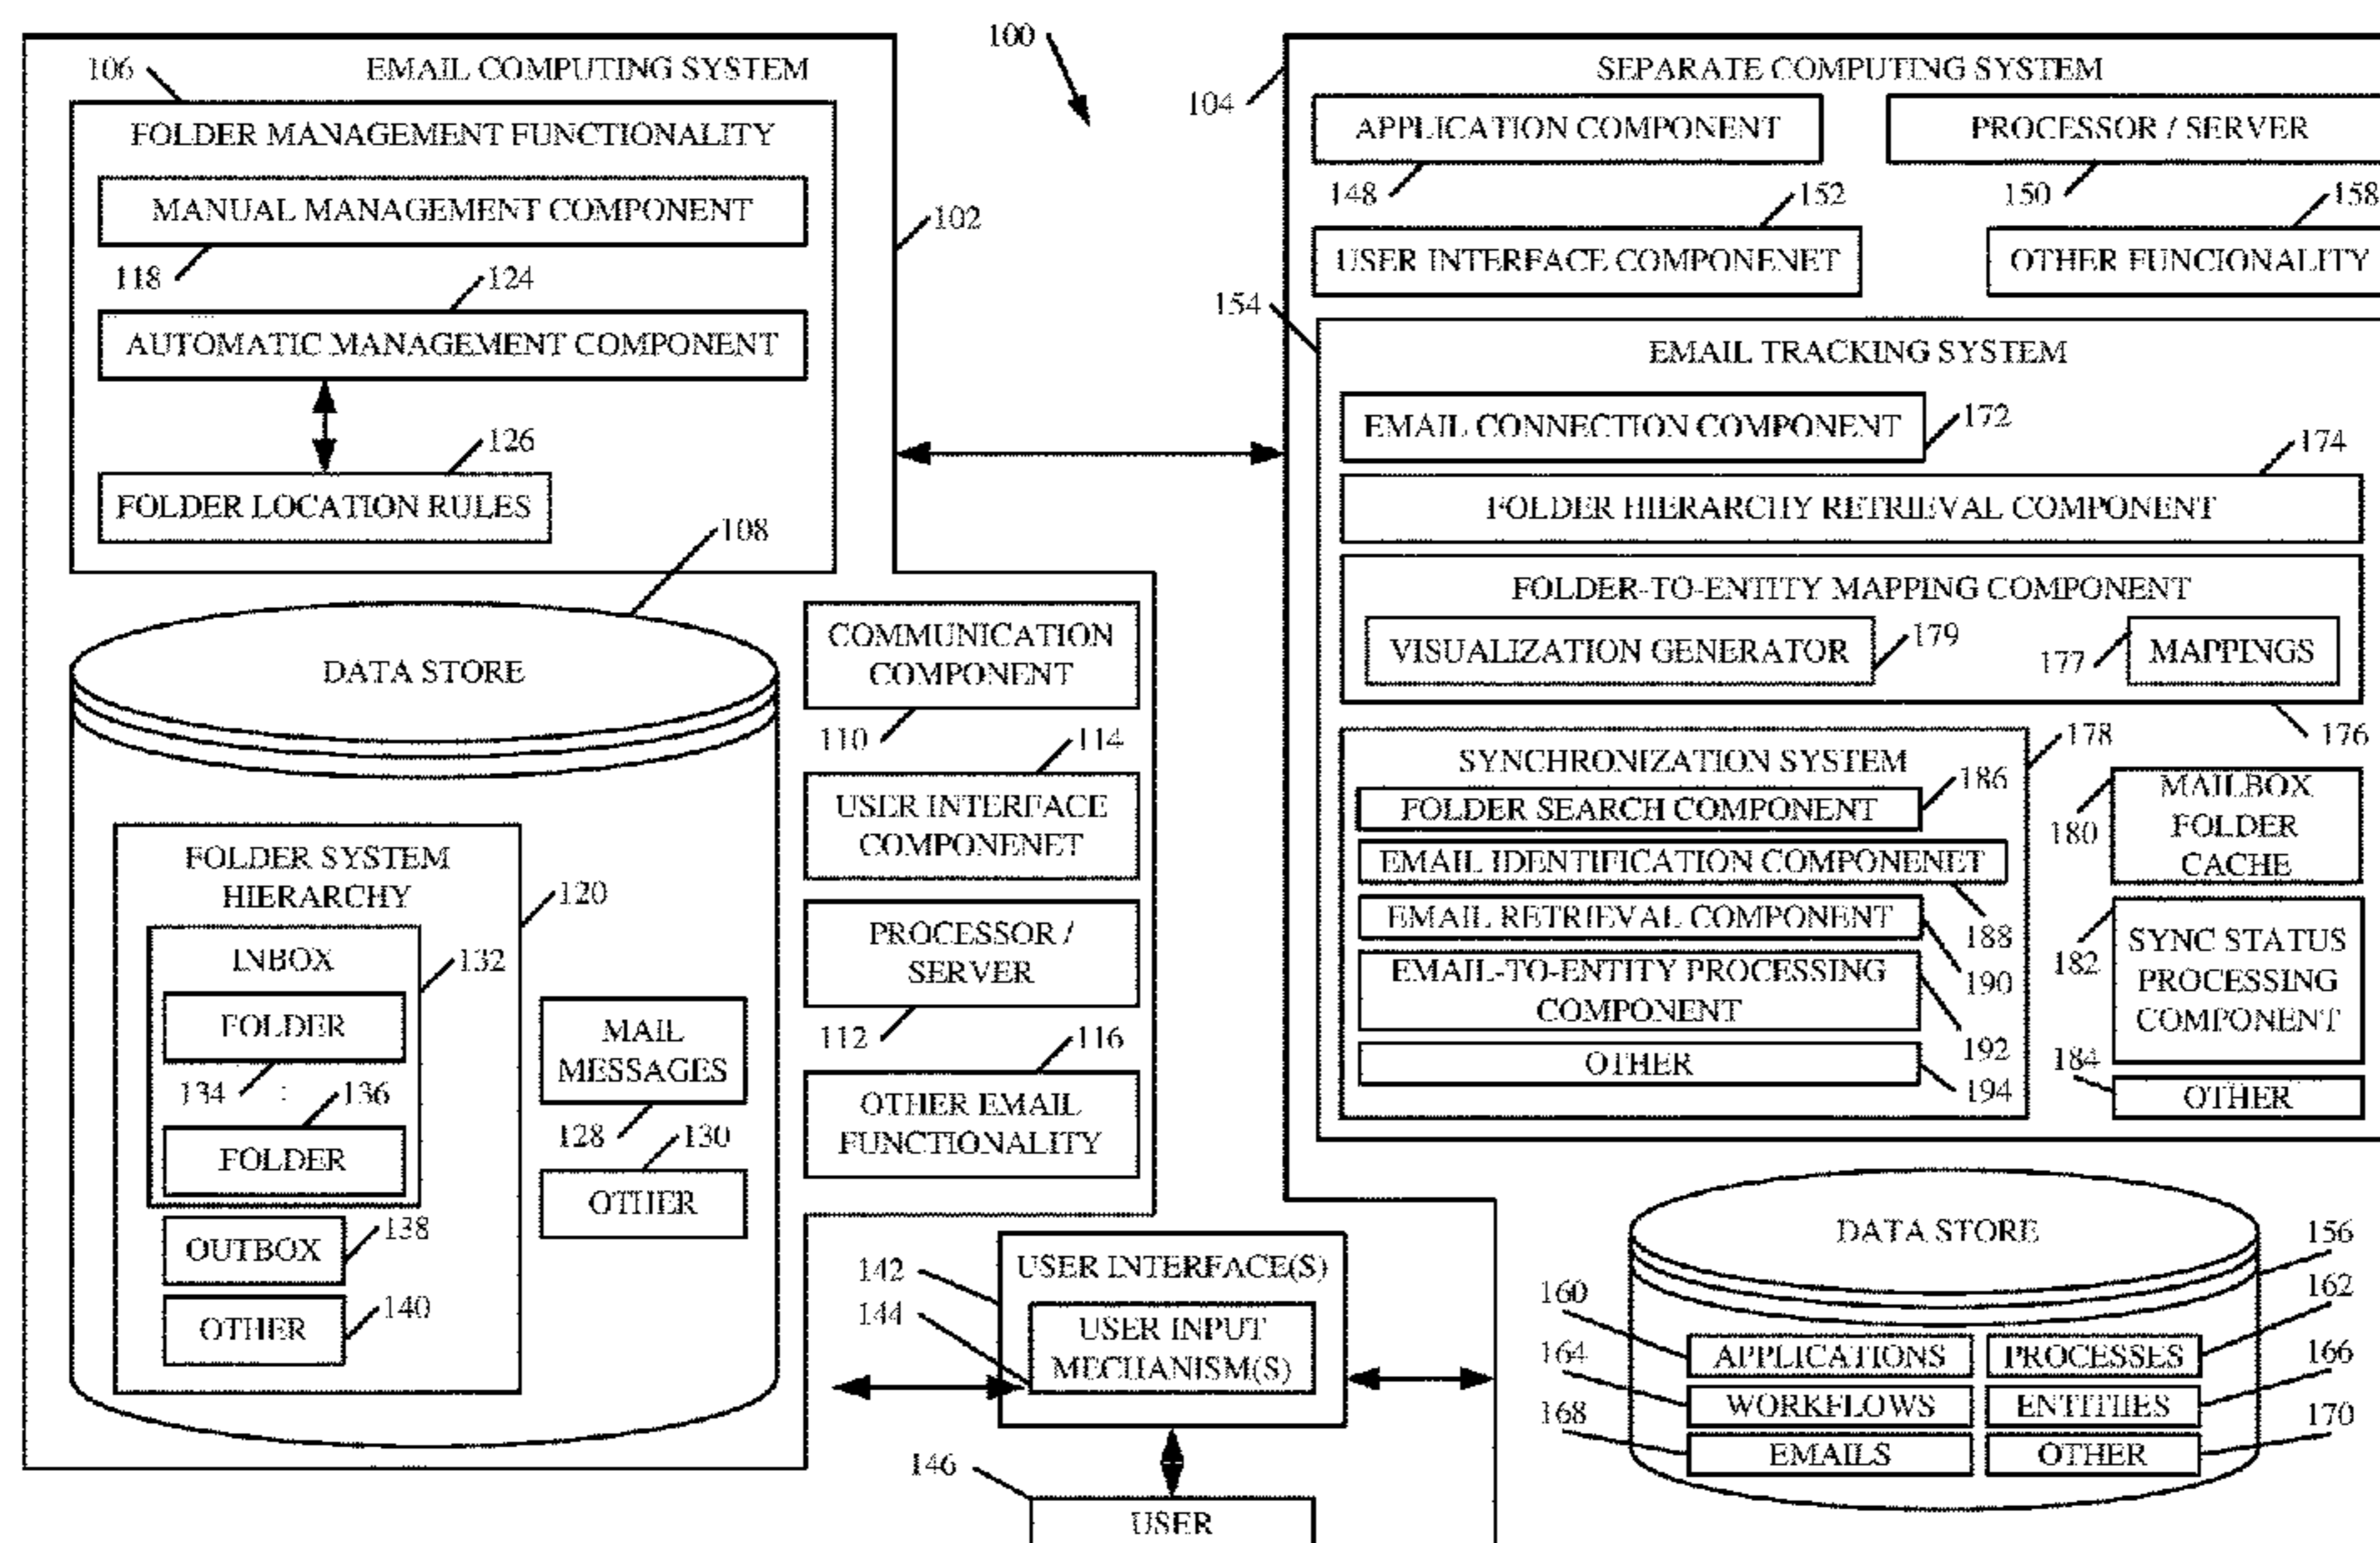 100
EMAIL COMPUTING SYSTEM
106
FOLDER MANAGEMENT FUNCTIONALITY
MANUAL MANAGEMENT COMPONENT
102
118
124
AUTOMATIC MANAGEMENT COMPONENT
126
FOLDER LOCATION RULES
108
DATA STORE
FOLDER SYSTEM
HIERARCHY
120
INBOX
132
FOLDER
134
136
FOLDER
OUTBOX
138
OTHER
140
MAIL
MESSAGES
128
130
OTHER
COMMUNICATION
COMPONENT
110
114
USER INTERFACE
COMPONENET
PROCESSOR /
SERVER
112
116
OTHER EMAIL
FUNCTIONALITY
142
USER INTERFACE(S)
144
USER INPUT
MECHANISM(S)
146
USER
SEPARATE COMPUTING SYSTEM
104
APPLICATION COMPONENT
PROCESSOR / SERVER
148
152
150
158
USER INTERFACE COMPONENET
OTHER FUNCIONALITY
154
EMAIL TRACKING SYSTEM
EMAIL CONNECTION COMPONENT
172
174
FOLDER HIERARCHY RETRIEVAL COMPONENT
FOLDER-TO-ENTITY MAPPING COMPONENT
VISUALIZATION GENERATOR
179
177
MAPPINGS
176
178
SYNCHRONIZATION SYSTEM
FOLDER SEARCH COMPONENT
186
EMAIL IDENTIFICATION COMPONENET
188
EMAIL RETRIEVAL COMPONENT
190
EMAIL-TO-ENTITY PROCESSING
COMPONENT
192
OTHER
194
180
MAILBOX
FOLDER
CACHE
182
SYNC STATUS
PROCESSING
COMPONENT
184
OTHER
DATA STORE
156
160
APPLICATIONS
PROCESSES
162
164
WORKFLOWS
ENTITIIES
166
168
EMAILS
OTHER
170